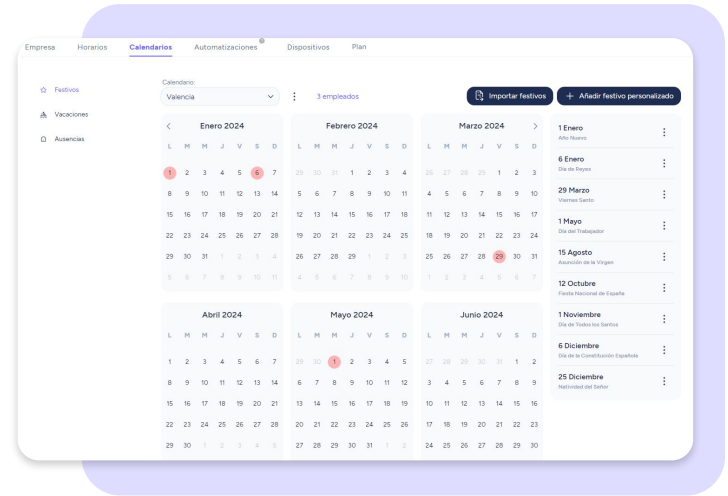 Empresa Horarios Calendarios Automatizaciones Dispositivos Plan
Festivos
Vacaciones
Ausencias
Calendario:
Valencia
3 empleados
Importar festivos
+ Añadir festivo personalizado
Enero 2024
L M M J V S D
1 2 3 4 5 6 7
8 9 10 11 12 13 14
15 16 17 18 19 20 21
22 23 24 25 26 27 28
29 30 31 1 2 3 4
5 6 7 8 9 10 11
Febrero 2024
L M M J V S D
29 30 31 1 2 3 4
5 6 7 8 9 10 11
12 13 14 15 16 17 18
19 20 21 22 23 24 25
26 27 28 29 1 2 3
4 5 6 7 8 9 10
Marzo 2024
L M M J V S D
26 27 28 29 1 2 3
4 5 6 7 8 9 10
11 12 13 14 15 16 17
18 19 20 21 22 23 24
25 26 27 28 29 30 31
1 2 3 4 5 6 7
Abril 2024
L M M J V S D
1 2 3 4 5 6 7
8 9 10 11 12 13 14
15 16 17 18 19 20 21
22 23 24 25 26 27 28
29 30 1 2 3 4 5
Mayo 2024
L M M J V S D
29 30 1 2 3 4 5
6 7 8 9 10 11 12
13 14 15 16 17 18 19
20 21 22 23 24 25 26
27 28 29 30 31 1 2
Junio 2024
L M M J V S D
27 28 29 30 31 1 2
3 4 5 6 7 8 9
10 11 12 13 14 15 16
17 18 19 20 21 22 23
24 25 26 27 28 29 30
1 Enero
Año Nuevo
6 Enero
Día de Reyes
29 Marzo
Viernes Santo
1 Mayo
Día del Trabajador
15 Agosto
Asunción de la Virgen
12 Octubre
Fiesta Nacional de España
1 Noviembre
Día de Todos los Santos
6 Diciembre
Día de la Constitución Española
25 Diciembre
Natividad del Señor